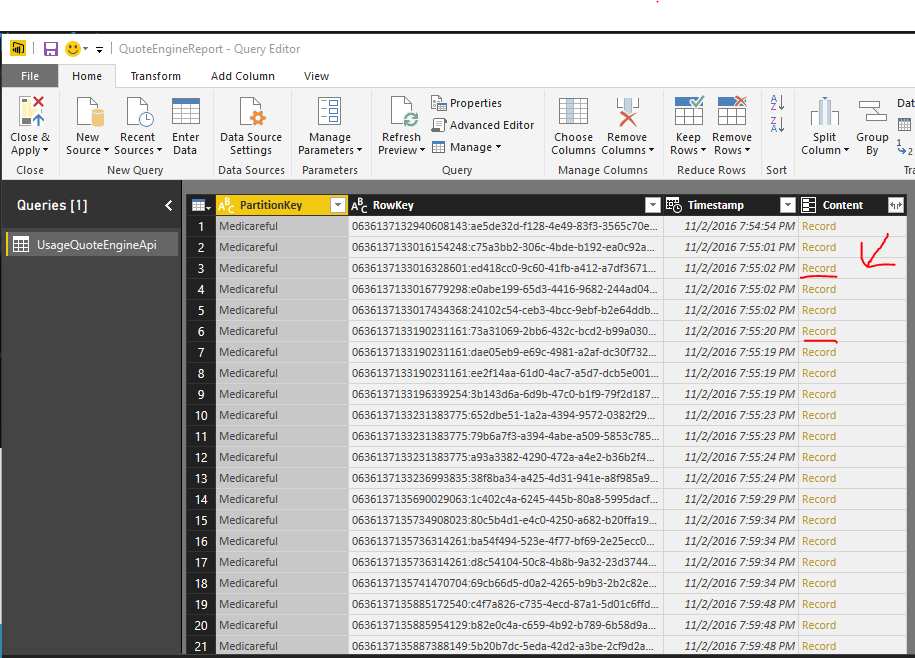 QuoteEngineReport - Query Editor
File Home Transform Add Column View
Close & Apply
New Source
Recent Sources
Enter Data
Data Source Settings
Manage Parameters
Refresh Preview
Properties
Advanced Editor
Manage
Choose Columns
Remove Columns
Keep Rows
Remove Rows
Split Column
Group By
Dat
Close New Query Data Sources Parameters Query Manage Columns Reduce Rows Sort Tra
Queries [1]
UsageQuoteEngineApi
PartitionKey RowKey Timestamp Content
1 Medicareful 0636137132940608143:ae5de32d-f128-4e49-83f3-3565c70e... 11/2/2016 7:54:54 PM Record
2 Medicareful 0636137133016154248:c75a3bb2-306c-4bde-b192-ea0c92a... 11/2/2016 7:55:01 PM Record
3 Medicareful 0636137133016328601:ed418cc0-9c60-41fb-a412-a7df3671... 11/2/2016 7:55:02 PM Record
4 Medicareful 0636137133016779298:e0abe199-65d3-4416-9682-244ad04... 11/2/2016 7:55:02 PM Record
5 Medicareful 0636137133017434368:24102c54-ceb3-4bcc-9ebf-b2e64ddb... 11/2/2016 7:55:02 PM Record
6 Medicareful 0636137133190231161:73a31069-2bb6-432c-bcd2-b99a030... 11/2/2016 7:55:20 PM Record
7 Medicareful 0636137133190231161:dae05eb9-e69c-4981-a2af-dc30f732... 11/2/2016 7:55:19 PM Record
8 Medicareful 0636137133190231161:ee2f14aa-61d0-4ac7-a5d7-dcb5e001... 11/2/2016 7:55:19 PM Record
9 Medicareful 0636137133196339254:3b143d6a-6d9b-47c0-b1f9-79f2d187... 11/2/2016 7:55:19 PM Record
10 Medicareful 0636137133231383775:652dbe51-1a2a-4394-9572-0382f29... 11/2/2016 7:55:23 PM Record
11 Medicareful 0636137133231383775:79b6a7f3-a394-4abe-a509-5853c785... 11/2/2016 7:55:23 PM Record
12 Medicareful 0636137133231383775:a93a3382-4290-472a-a4e2-b36b2f4... 11/2/2016 7:55:24 PM Record
13 Medicareful 0636137133236993835:38f8ba34-a425-4d31-941e-a8f985a9... 11/2/2016 7:55:24 PM Record
14 Medicareful 0636137135690029063:1c402c4a-6245-445b-80a8-5995dacf... 11/2/2016 7:59:29 PM Record
15 Medicareful 0636137135734908023:80c5b4d1-e4c0-4250-a682-b20ffa19... 11/2/2016 7:59:34 PM Record
16 Medicareful 0636137135736314261:ba54f494-523e-4f77-bf69-2e25ecc0... 11/2/2016 7:59:34 PM Record
17 Medicareful 0636137135736314261:d8c54104-50c8-4b8b-9a32-23d3744... 11/2/2016 7:59:34 PM Record
18 Medicareful 0636137135741470704:69cb66d5-d0a2-4265-b9b3-2b2c82e... 11/2/2016 7:59:34 PM Record
19 Medicareful 0636137135885172540:c4f7a826-c735-4ecd-87a1-5d01c6ffd... 11/2/2016 7:59:48 PM Record
20 Medicareful 0636137135885954129:b82e0c4a-c659-4b92-b789-6b58d9a... 11/2/2016 7:59:48 PM Record
21 Medicareful 0636137135887388149:5b20b7dc-5eda-42d2-a3be-2cf9d2a... 11/2/2016 7:59:48 PM Record